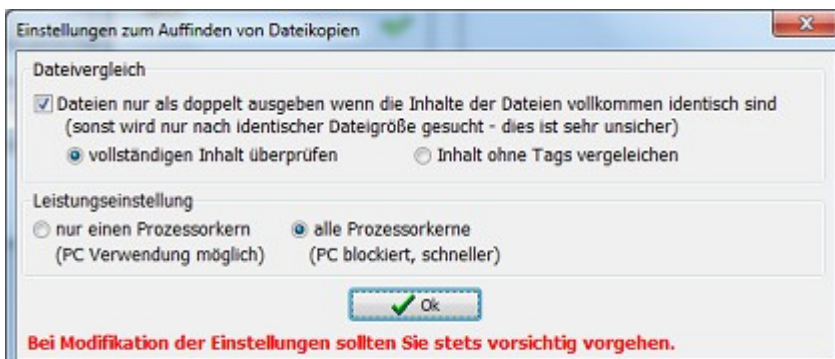 Einstellungen zum Auffinden von Dateikopien
Dateivergleich
Dateien nur als doppelt ausgeben wenn die Inhalte der Dateien vollkommen identisch sind
(sonst wird nur nach identischer Dateigröße gesucht - dies ist sehr unsicher)
vollständigen Inhalt überprüfen Inhalt ohne Tags vergeleichen
Leistungseinstellung
nur einen Prozessorkern alle Prozessorkerne
(PC Verwendung möglich) (PC blockiert, schneller)
Ok
Bei Modifikation der Einstellungen sollten Sie stets vorsichtig vorgehen.